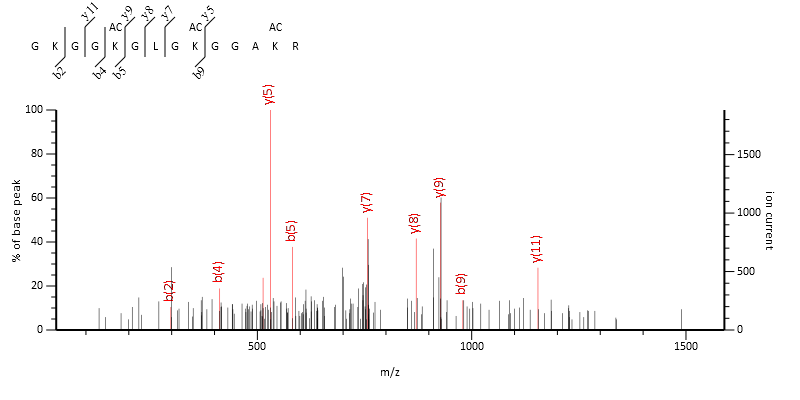 y11 y9 y8 y7 y5
AC AC AC
G K G G K G L G K G G A K R
b2 b4 b5 b9
y(5)
y(9)
y(7)
y(8)
b(5)
y(11)
b(4)
b(2)
b(9)
100
80
60
40
20
0
% of base peak
1500
1000
500
0
ion current
500 1000 1500
m/z